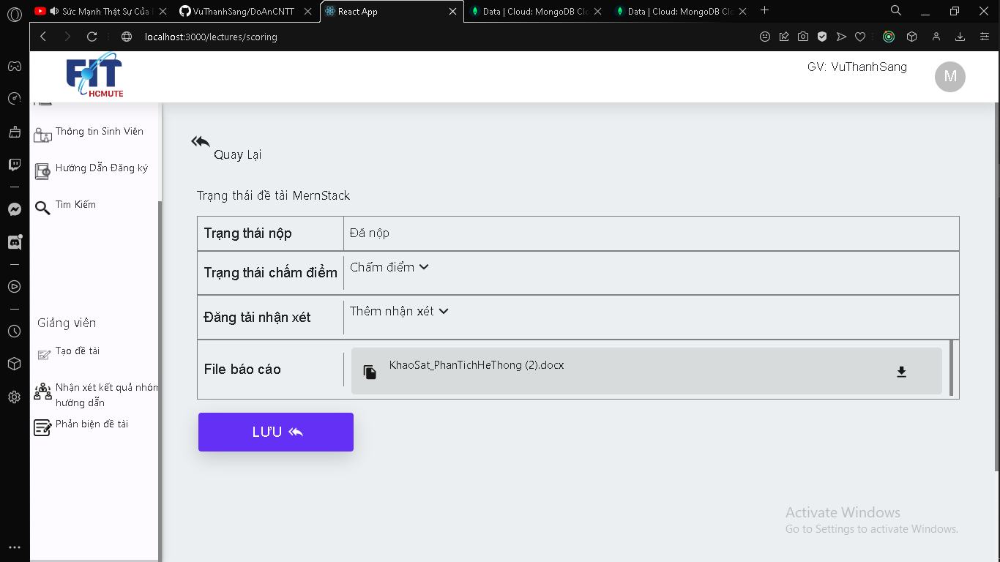 Sức Mạnh Thật Sự Của
VuThanhSang/DoAnCNTT
React App
Data | Cloud: MongoDB Clo
Data | Cloud: MongoDB Clo
localhost:3000/lectures/scoring
FIT
HCMUTE
GV: VuThanhSang
M
Thông tin Sinh Viên
Hướng Dẫn Đăng ký
Tìm Kiếm
Giảng viên
Tạo đề tài
Nhận xét kết quả nhóm
hướng dẫn
Phản biện đề tài
Quay Lại
Trạng thái đề tài MernStack
Trạng thái nộp
Đã nộp
Trạng thái chấm điểm
Chấm điểm
Đăng tải nhận xét
Thêm nhận xét
File báo cáo
KhaoSat_PhanTichHeThong (2).docx
LƯU
Activate Windows
Go to Settings to activate Windows.